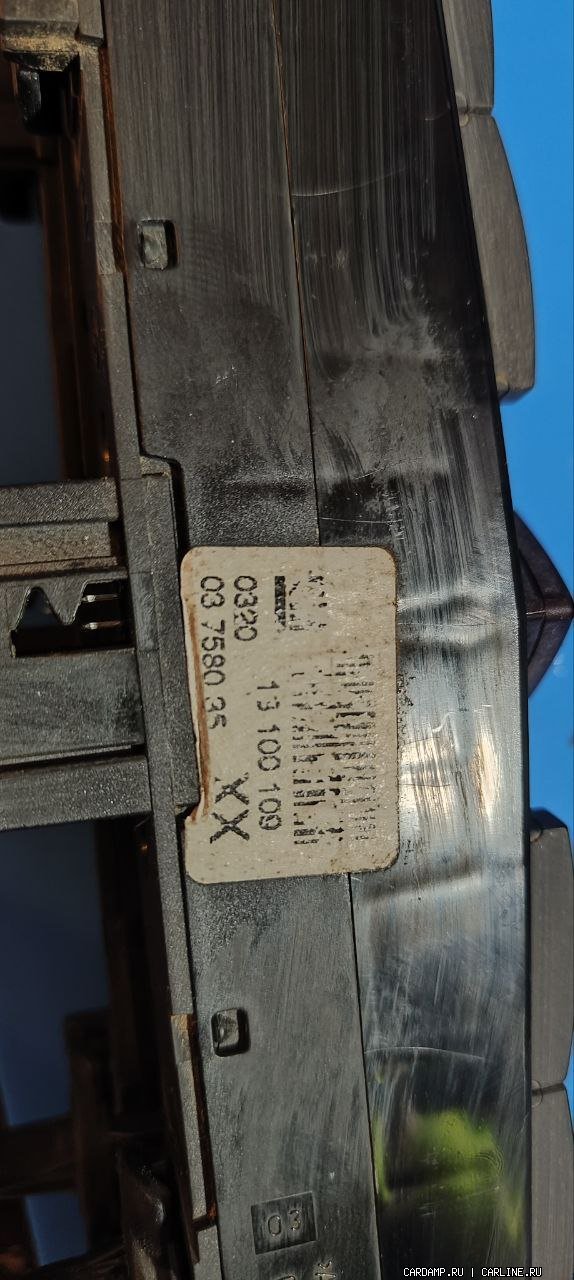 13 100 109
0320
03 7580 35 XX
03
CARDAMP.RU | CARLINE.RU